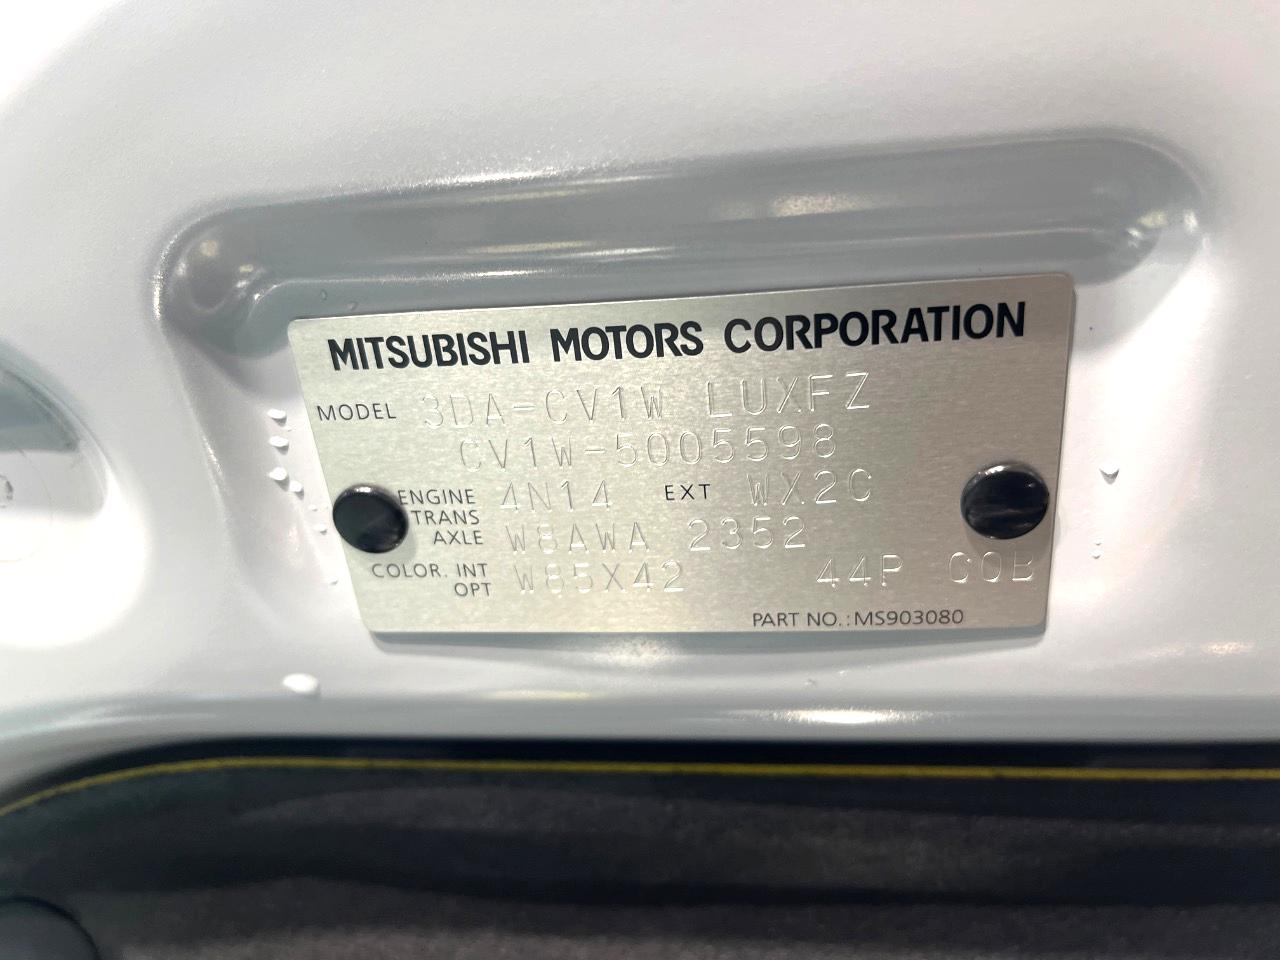 MITSUBISHI MOTORS CORPORATION
MODEL 3DA-CV1W LUXFZ
CV1W-5005598
ENGINE 4N14 EXT WX2C
TRANS
AXLE W8AWA 2352
COLOR. INT
OPT W85X42 44P C0B
PART NO.: MS903080